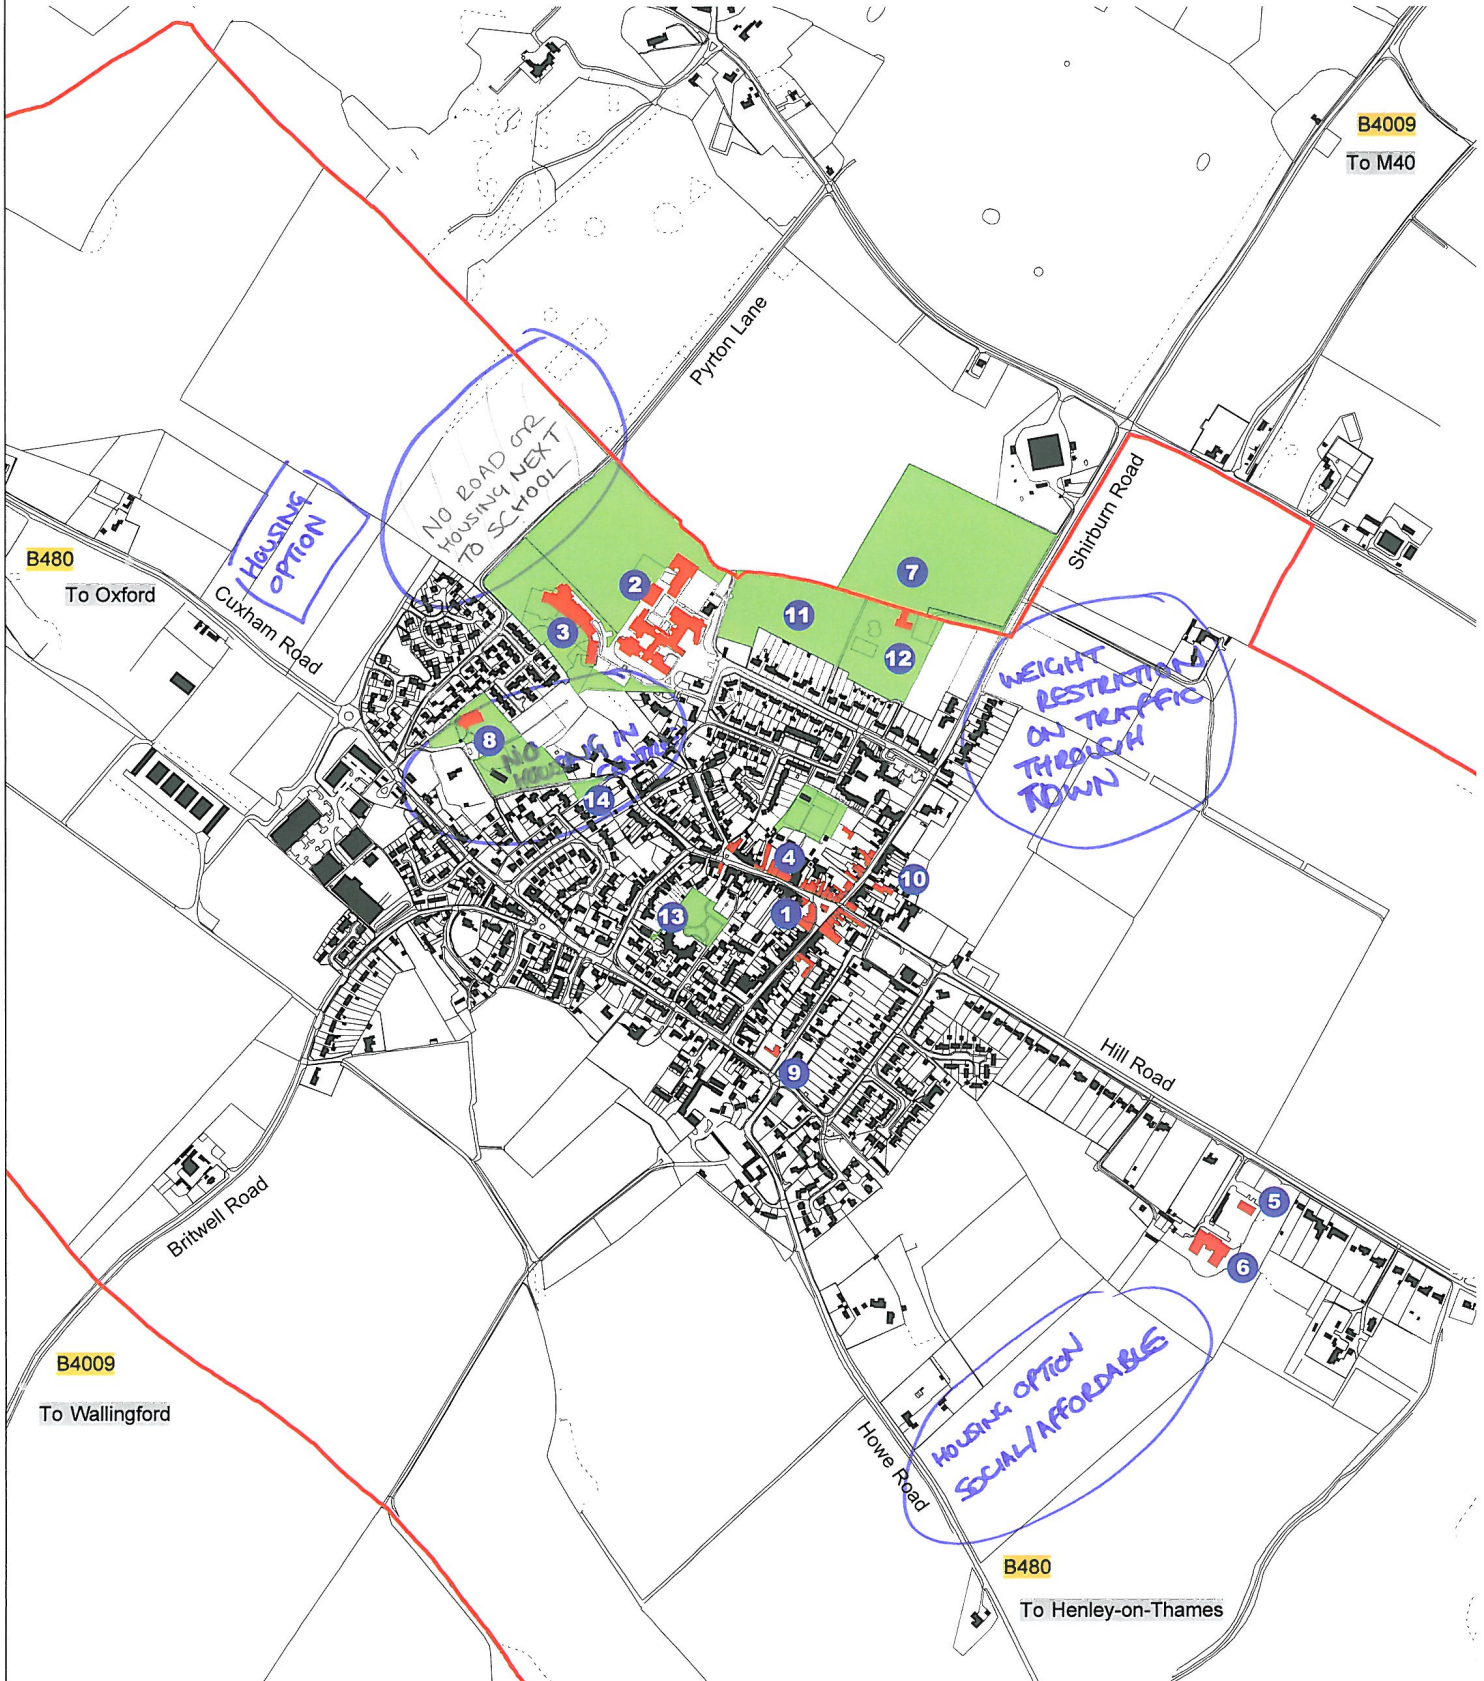 B4009
To M40
Pyrton Lane
NO ROAD OR
HOUSING NEXT
TO SCHOOL
HOUSING
OPTION
Shirburn Road
B480
To Oxford
Cuxham Road
7
2
11
3
12
WEIGHT
RESTRICTION
ON TRAFFIC
THROUGH
TOWN
8
NO
HOUSING IN
CENTRE
14
4
10
13
1
Hill Road
9
5
Britwell Road
6
B4009
To Wallingford
HOUSING OPTION
SOCIAL/AFFORDABLE
Howe Road
B480
To Henley-on-Thames